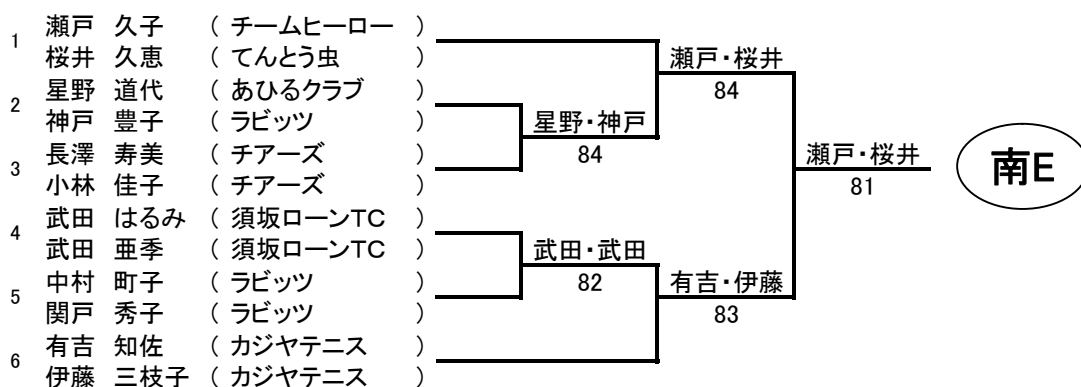 1
瀬戸 久子 ( チームヒーロー )
桜井 久恵 ( てんとう虫 )
2
星野 道代 ( あひるクラブ )
神戸 豊子 ( ラビッツ )
3
長澤 寿美 ( チアーズ )
小林 佳子 ( チアーズ )
4
武田 はるみ ( 須坂ローンTC )
武田 亜季 ( 須坂ローンTC )
5
中村 町子 ( ラビッツ )
関戸 秀子 ( ラビッツ )
6
有吉 知佐 ( カジヤテニス )
伊藤 三枝子 ( カジヤテニス )
星野・神戸
84
武田・武田
82
瀬戸・桜井
84
有吉・伊藤
83
瀬戸・桜井
81
南E